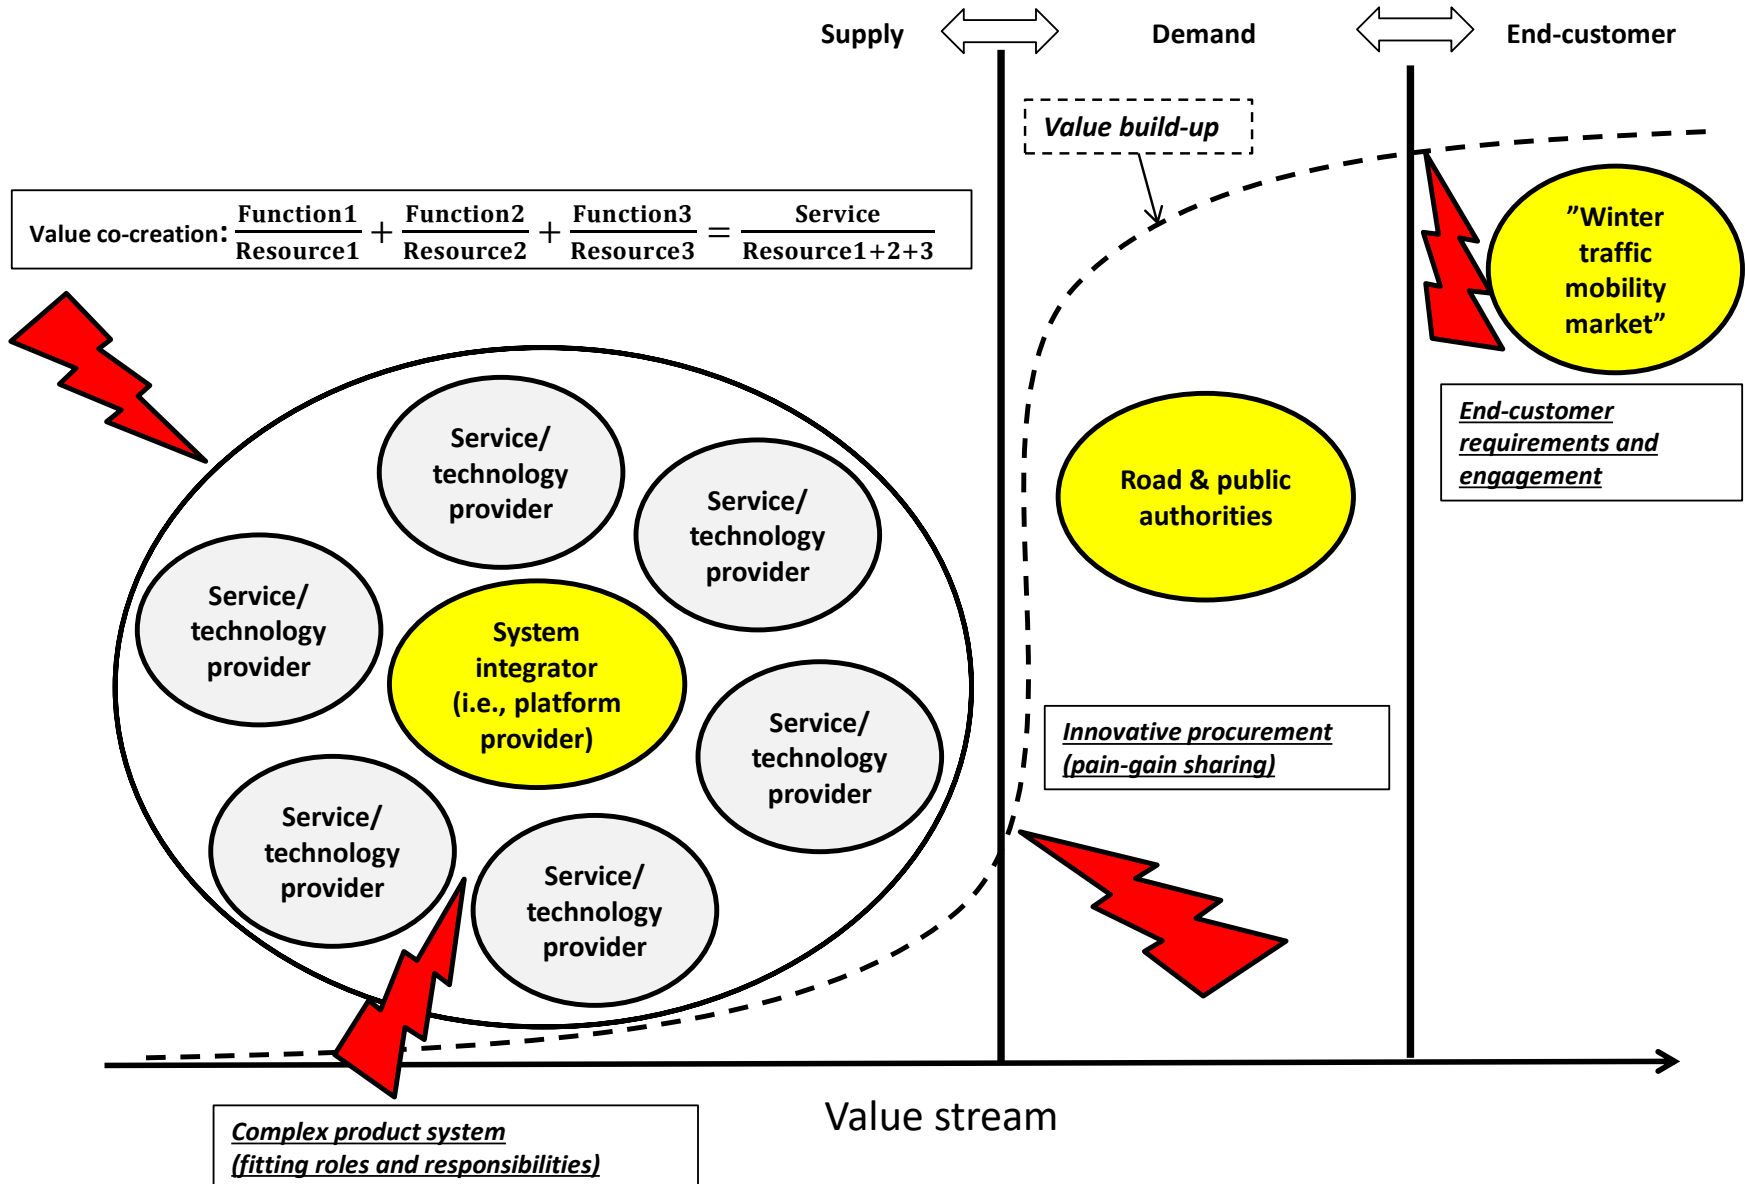 Supply
Demand
End-customer
Value build-up
Value co-creation: Function1/Resource1 + Function2/Resource2 + Function3/Resource3 = Service/Resource1+2+3
”Winter
traffic
mobility
market”
End-customer
requirements and
engagement
Service/
technology
provider
Service/
technology
provider
Service/
technology
provider
System
integrator
(i.e., platform
provider)
Service/
technology
provider
Service/
technology
provider
Service/
technology
provider
Road & public
authorities
Innovative procurement
(pain-gain sharing)
Value stream
Complex product system
(fitting roles and responsibilities)